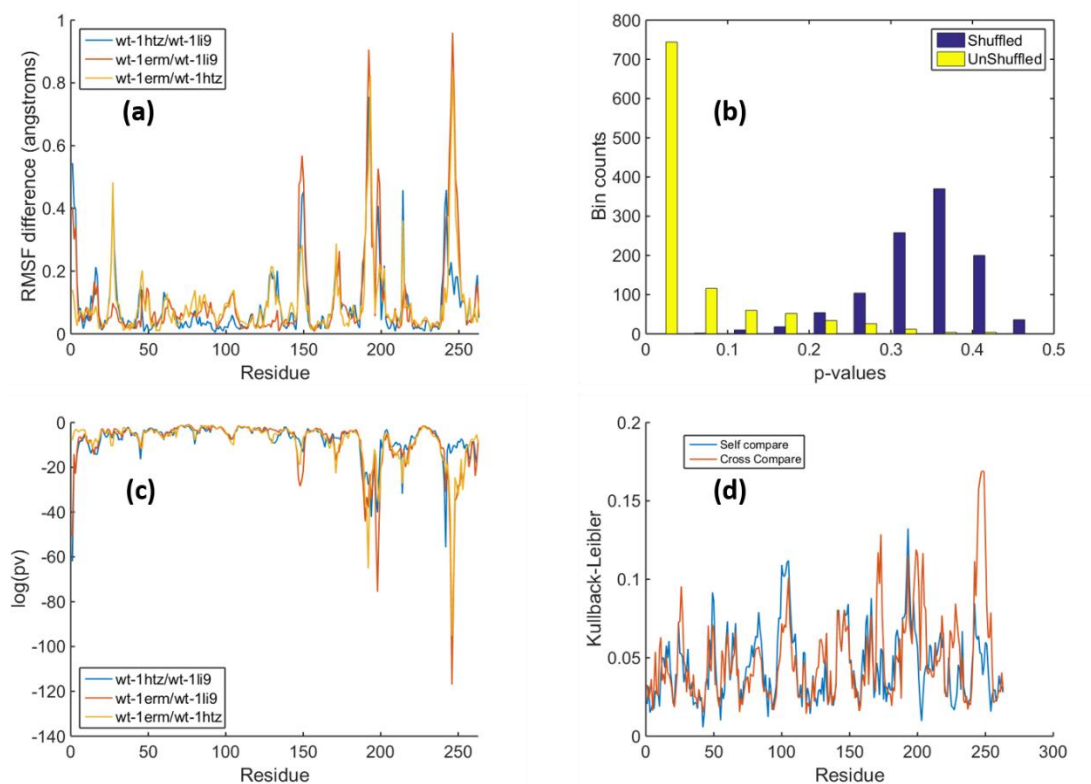 1
0.8
0.6
0.4
0.2
0
RMSF difference (angstroms)
wt-1htz/wt-1li9
wt-1erm/wt-1li9
wt-1erm/wt-1htz
(a)
0 50 100 150 200 250
Residue
800
700
600
500
400
300
200
100
0
Bin counts
Shuffled
UnShuffled
(b)
0 0.1 0.2 0.3 0.4 0.5
p-values
0
-20
-40
-60
-80
-100
-120
-140
log(pv)
(c)
wt-1htz/wt-1li9
wt-1erm/wt-1li9
wt-1erm/wt-1htz
0 50 100 150 200 250
Residue
0.2
0.15
0.1
0.05
0
Kullback-Leibler
Self compare
Cross Compare
(d)
0 50 100 150 200 250 300
Residue